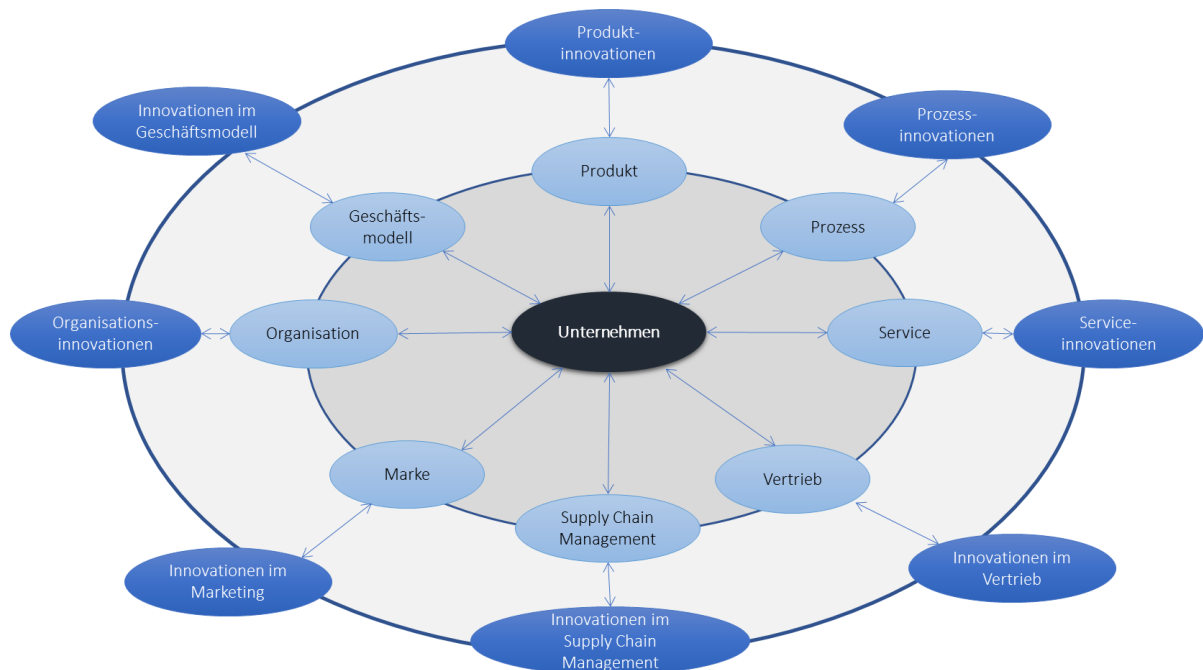 Produkt-
innovationen
Innovationen im
Geschäftsmodell
Prozess-
innovationen
Produkt
Geschäfts-
modell
Prozess
Organisations-
innovationen
Organisation
Unternehmen
Service
Service-
innovationen
Marke
Vertrieb
Supply Chain
Management
Innovationen im
Marketing
Innovationen im
Vertrieb
Innovationen im
Supply Chain
Management